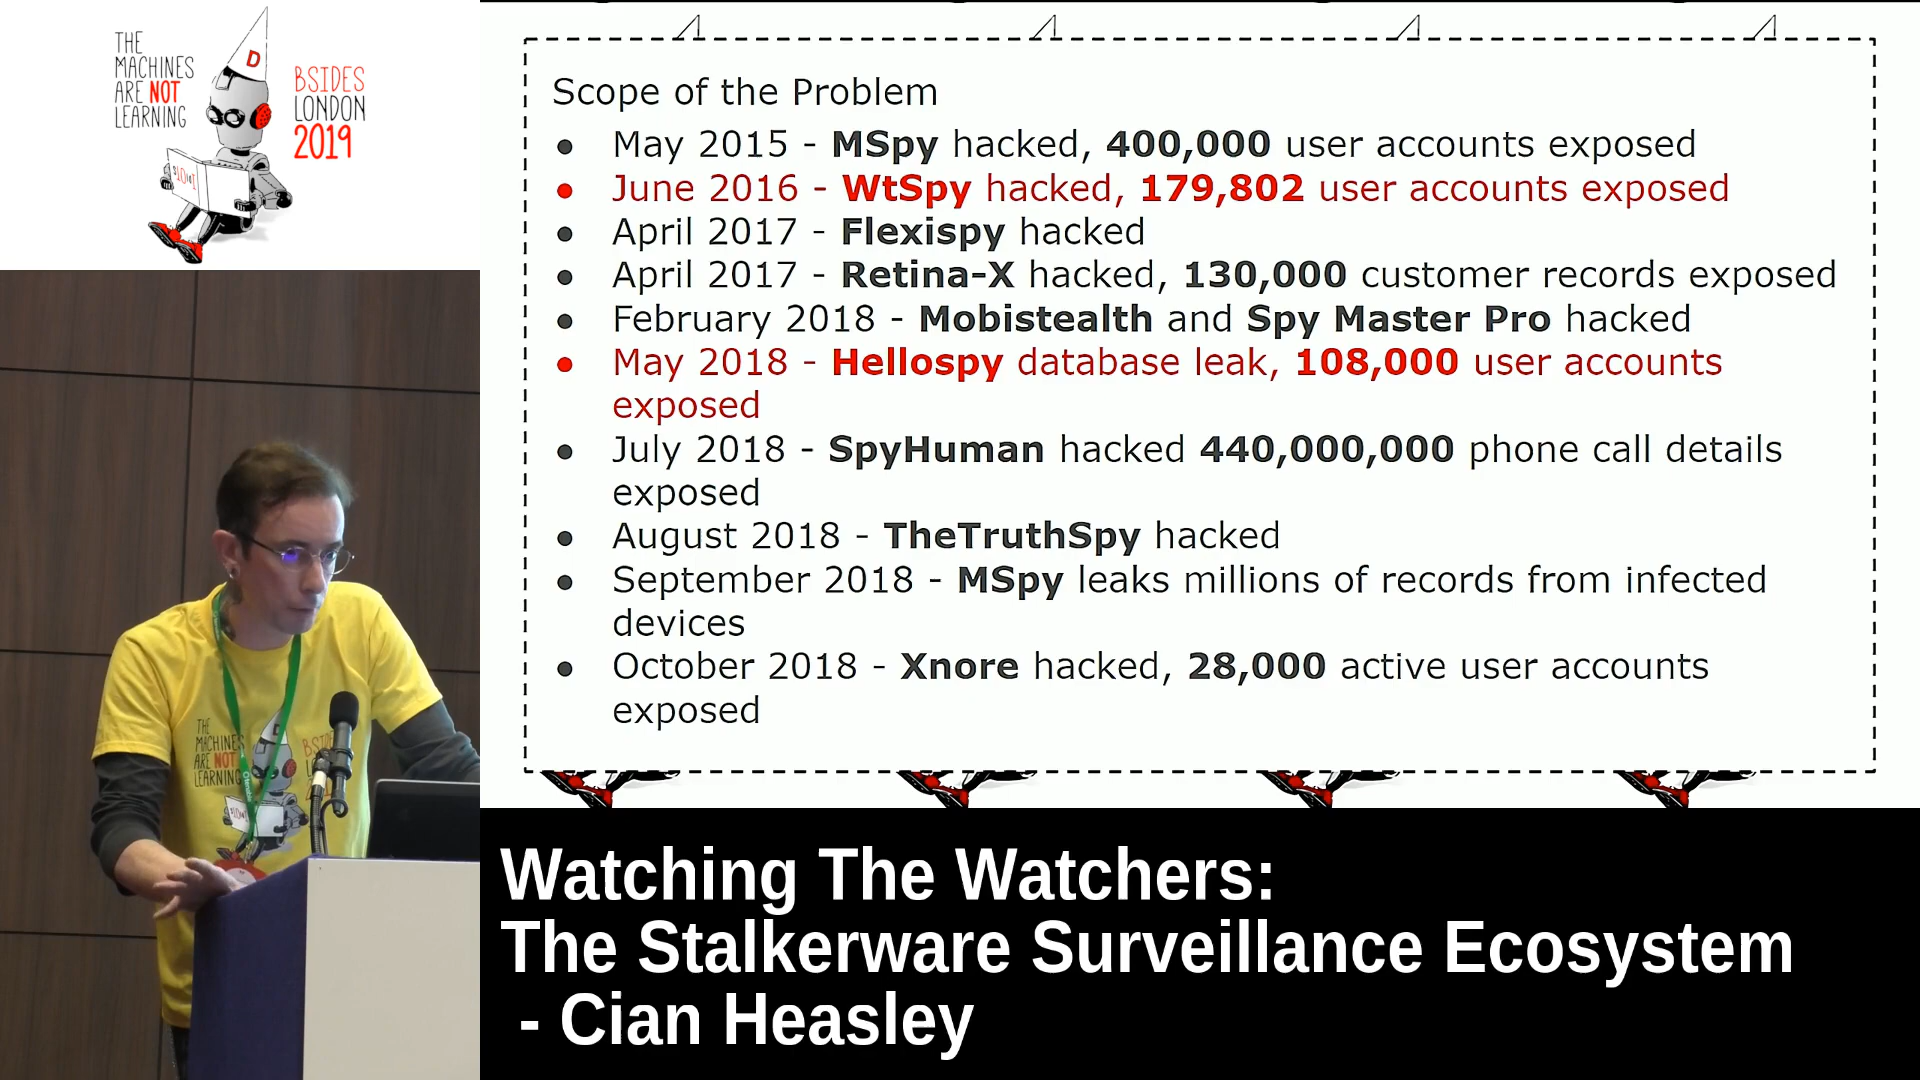 THE
MACHINES
ARE NOT
LEARNING
D
BSIDES
LONDON
2019
Scope of the Problem
● May 2015 - MSpy hacked, 400,000 user accounts exposed
● June 2016 - WtSpy hacked, 179,802 user accounts exposed
● April 2017 - Flexispy hacked
● April 2017 - Retina-X hacked, 130,000 customer records exposed
● February 2018 - Mobistealth and Spy Master Pro hacked
● May 2018 - Hellospy database leak, 108,000 user accounts
exposed
● July 2018 - SpyHuman hacked 440,000,000 phone call details
exposed
● August 2018 - TheTruthSpy hacked
● September 2018 - MSpy leaks millions of records from infected
devices
● October 2018 - Xnore hacked, 28,000 active user accounts
exposed
THE
MACHINES
ARE NOT
LEARNING
Watching The Watchers:
The Stalkerware Surveillance Ecosystem
- Cian Heasley